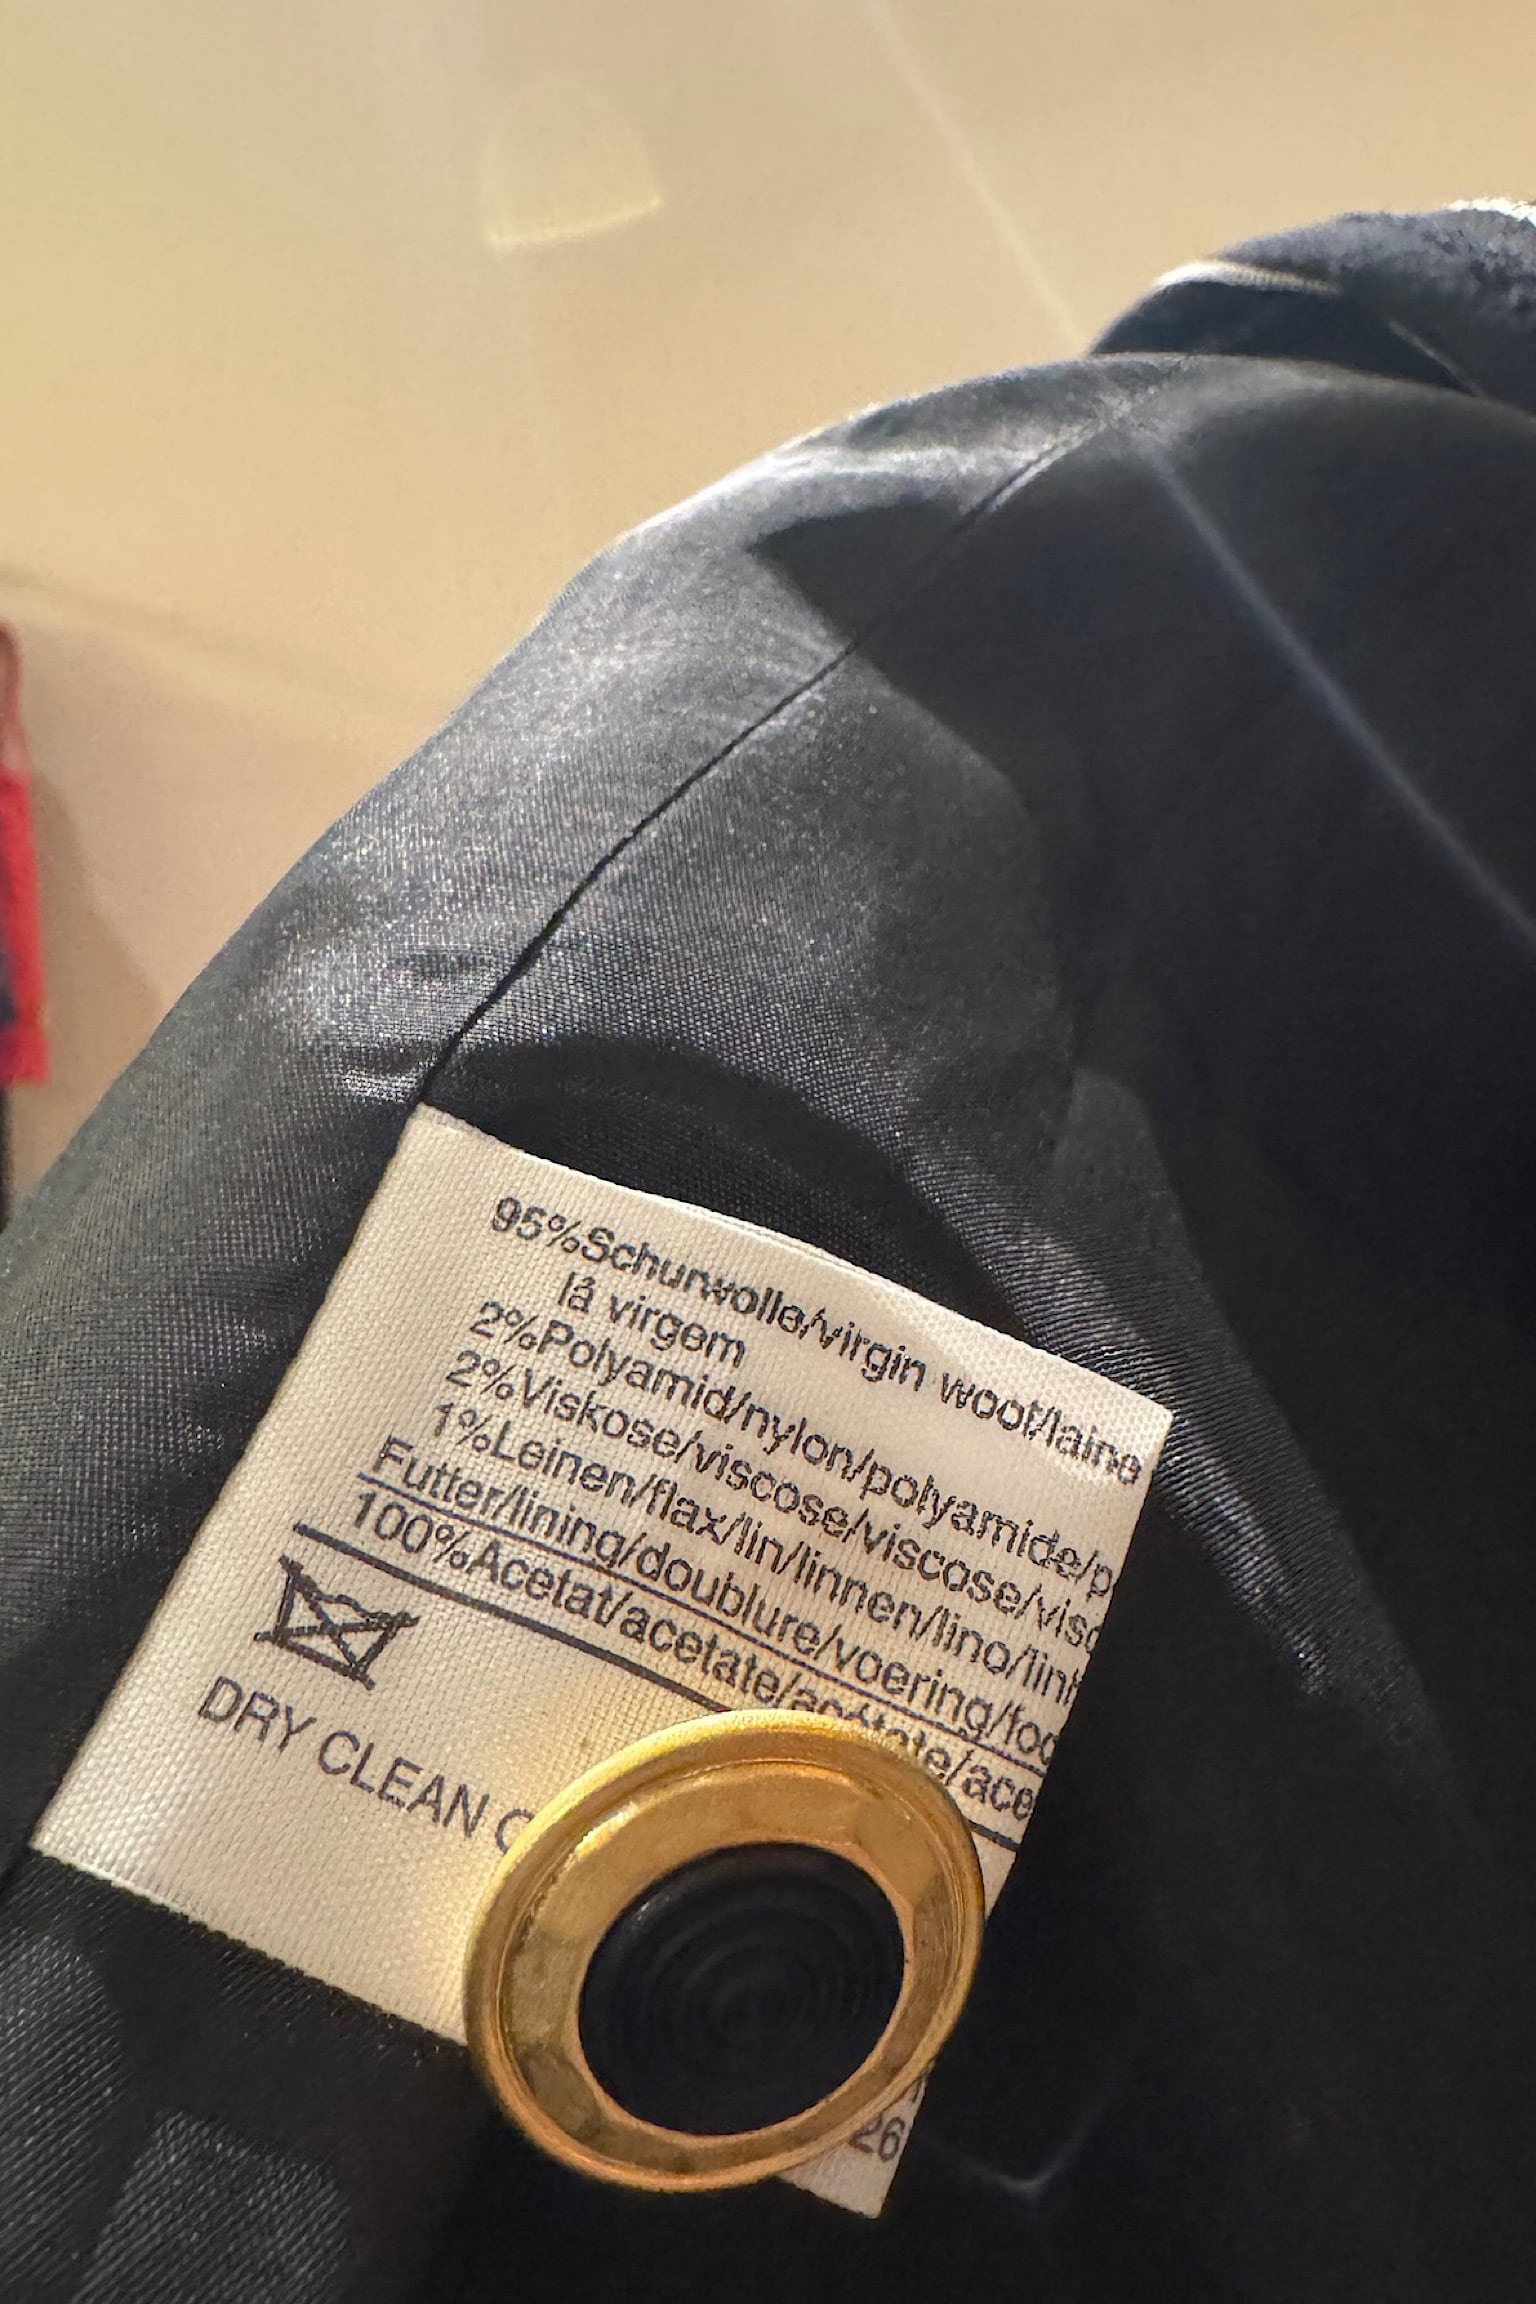 95%Schurwolle/virgin wool/laine
lã virgem
2%Polyamid/nylon/polyamide/p
2%Viskose/viscose/viscose/visc
1%Leinen/flax/lin/linnen/lino/lin
Futter/lining/doublure/voering/fo
100%Acetat/acetate/acétate/ace
DRY CLEAN
26